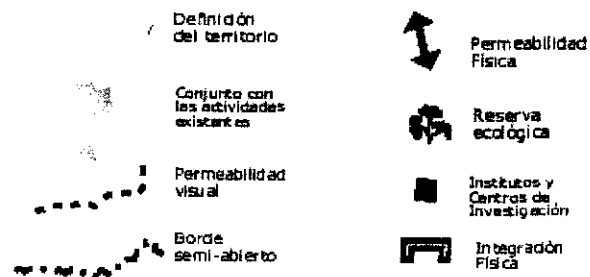 Definición
del territorio
Conjunto con
las actividades
existentes
Permeabilidad
visual
Borde
semi-abierto
Permeabilidad
Física
Reserva
ecológica
Institutos y
Centros de
Investigación
Integración
Física